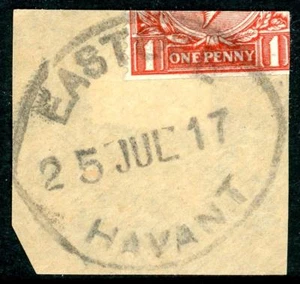 1 ONE PENNY 1
EAST
25 JUL 17
HAVANT